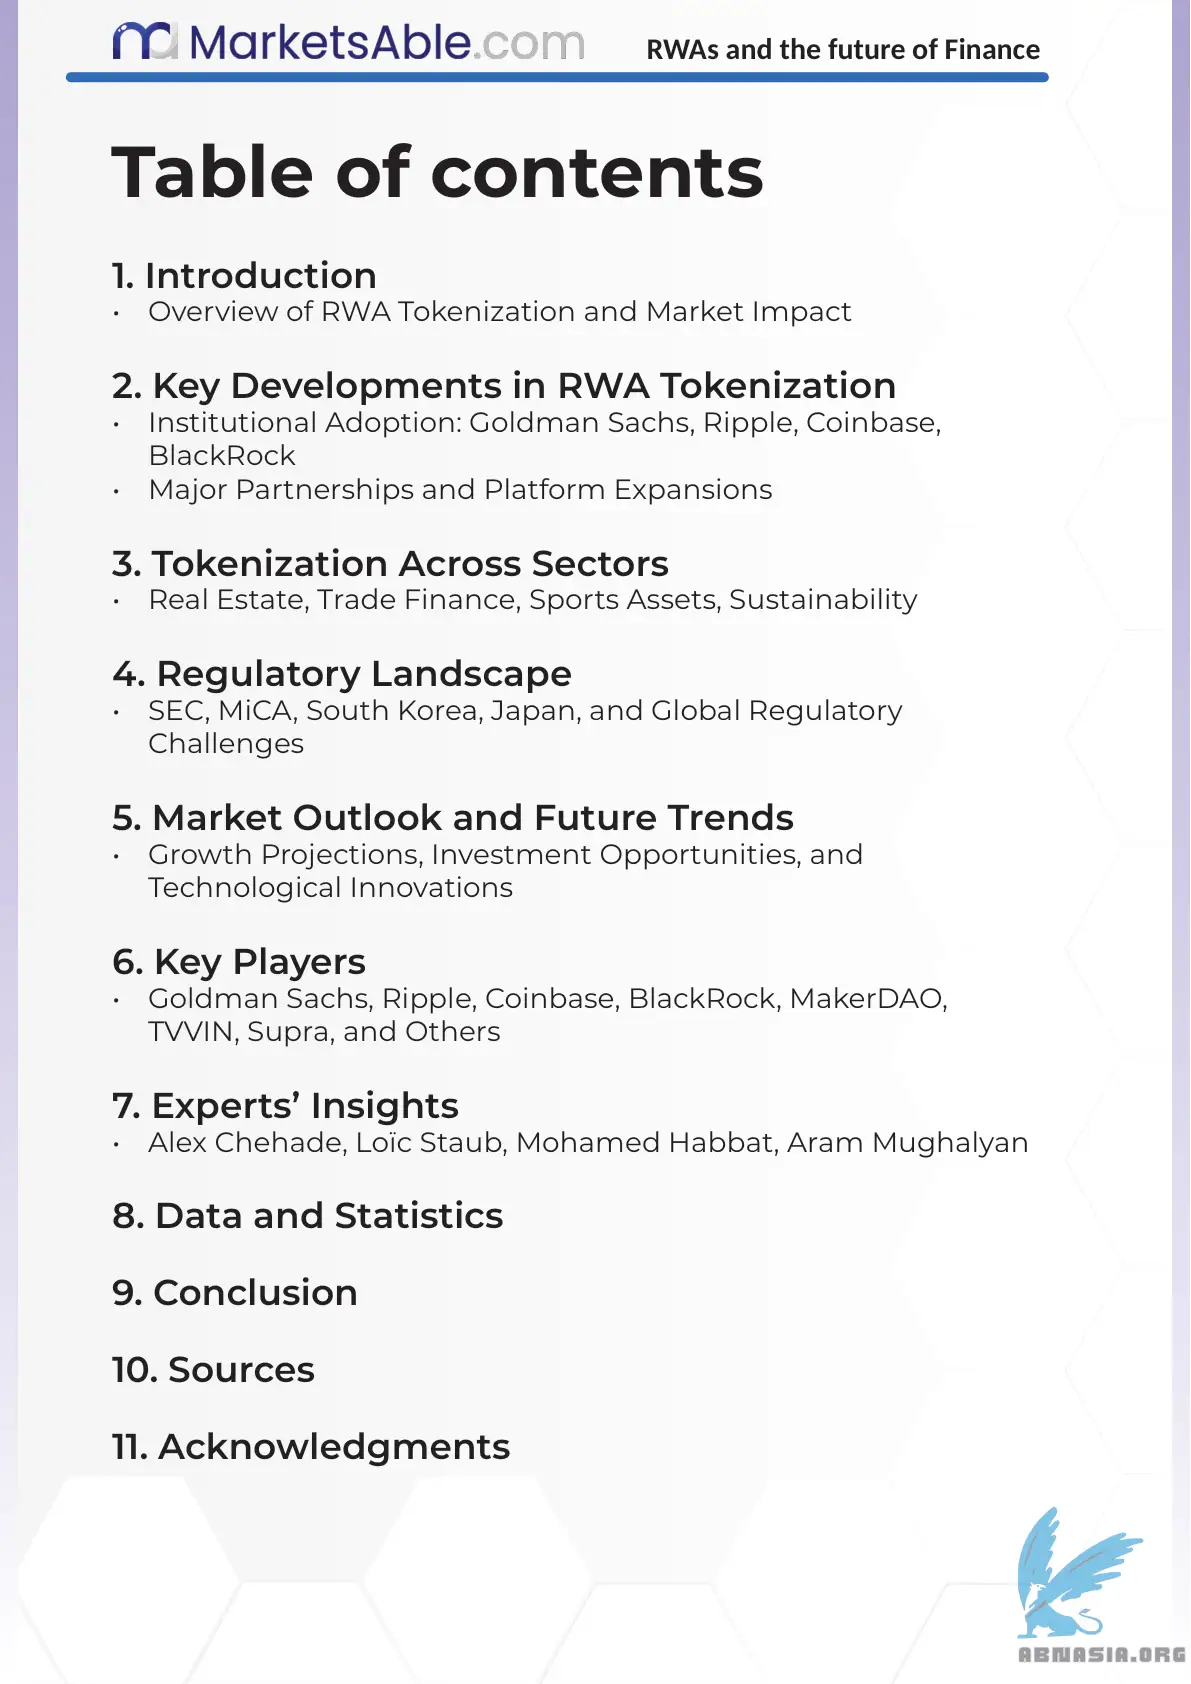 MarketsAble.com
RWAs and the future of Finance
Table of contents
1. Introduction
• Overview of RWA Tokenization and Market Impact
2. Key Developments in RWA Tokenization
• Institutional Adoption: Goldman Sachs, Ripple, Coinbase,
BlackRock
• Major Partnerships and Platform Expansions
3. Tokenization Across Sectors
• Real Estate, Trade Finance, Sports Assets, Sustainability
4. Regulatory Landscape
• SEC, MiCA, South Korea, Japan, and Global Regulatory
Challenges
5. Market Outlook and Future Trends
• Growth Projections, Investment Opportunities, and
Technological Innovations
6. Key Players
• Goldman Sachs, Ripple, Coinbase, BlackRock, MakerDAO,
TVVIN, Supra, and Others
7. Experts’ Insights
• Alex Chehade, Loïc Staub, Mohamed Habbat, Aram Mughalyan
8. Data and Statistics
9. Conclusion
10. Sources
11. Acknowledgments
ABNASIA.ORG